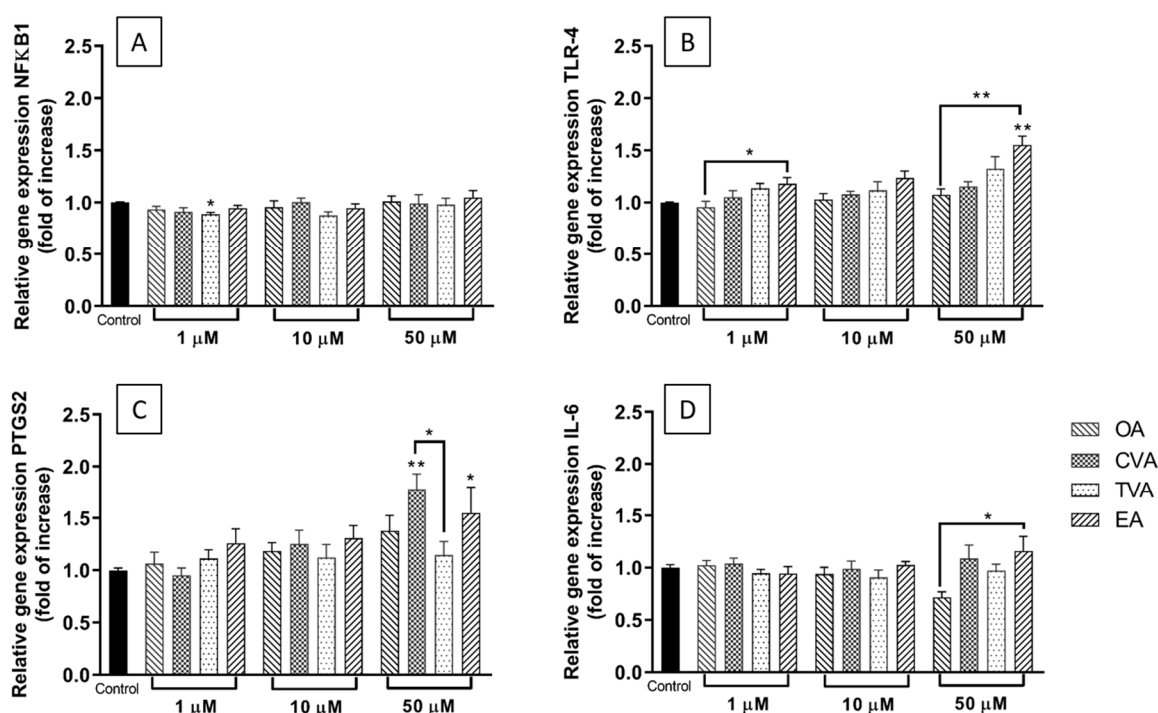 A
Relative gene expression NFκB1
(fold of increase)
2.5
2.0
1.5
1.0
0.5
0.0
*
Control
1 μM
10 μM
50 μM
B
Relative gene expression TLR-4
(fold of increase)
2.5
2.0
1.5
1.0
0.5
0.0
*
**
**
Control
1 μM
10 μM
50 μM
C
Relative gene expression PTGS2
(fold of increase)
2.5
2.0
1.5
1.0
0.5
0.0
*
**
*
Control
1 μM
10 μM
50 μM
D
Relative gene expression IL-6
(fold of increase)
2.5
2.0
1.5
1.0
0.5
0.0
*
Control
1 μM
10 μM
50 μM
OA
CVA
TVA
EA